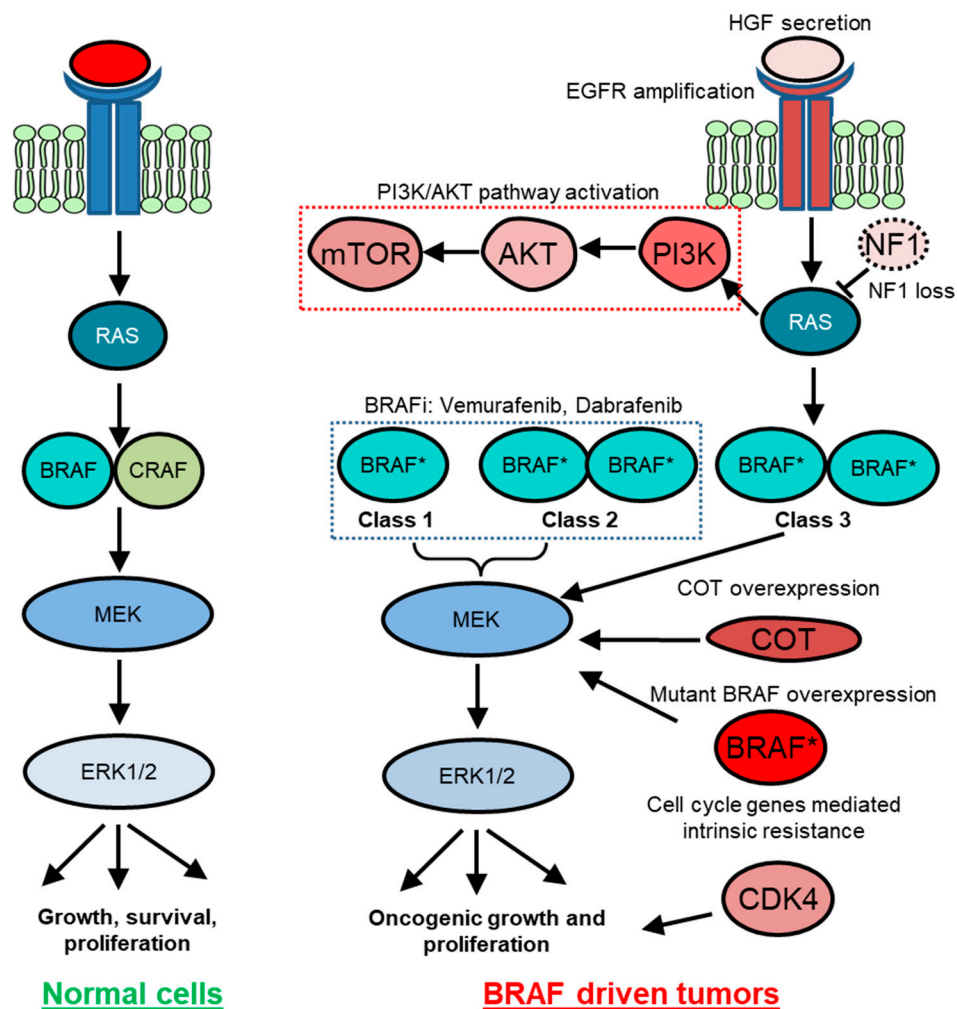 HGF secretion
EGFR amplification
PI3K/AKT pathway activation
mTOR
AKT
PI3K
NF1
NF1 loss
RAS
RAS
BRAFi: Vemurafenib, Dabrafenib
BRAF
CRAF
BRAF*
BRAF*
BRAF*
BRAF*
BRAF*
Class 1
Class 2
Class 3
MEK
MEK
COT overexpression
COT
Mutant BRAF overexpression
BRAF*
ERK1/2
ERK1/2
Cell cycle genes mediated
intrinsic resistance
CDK4
Growth, survival,
proliferation
Oncogenic growth and
proliferation
Normal cells
BRAF driven tumors